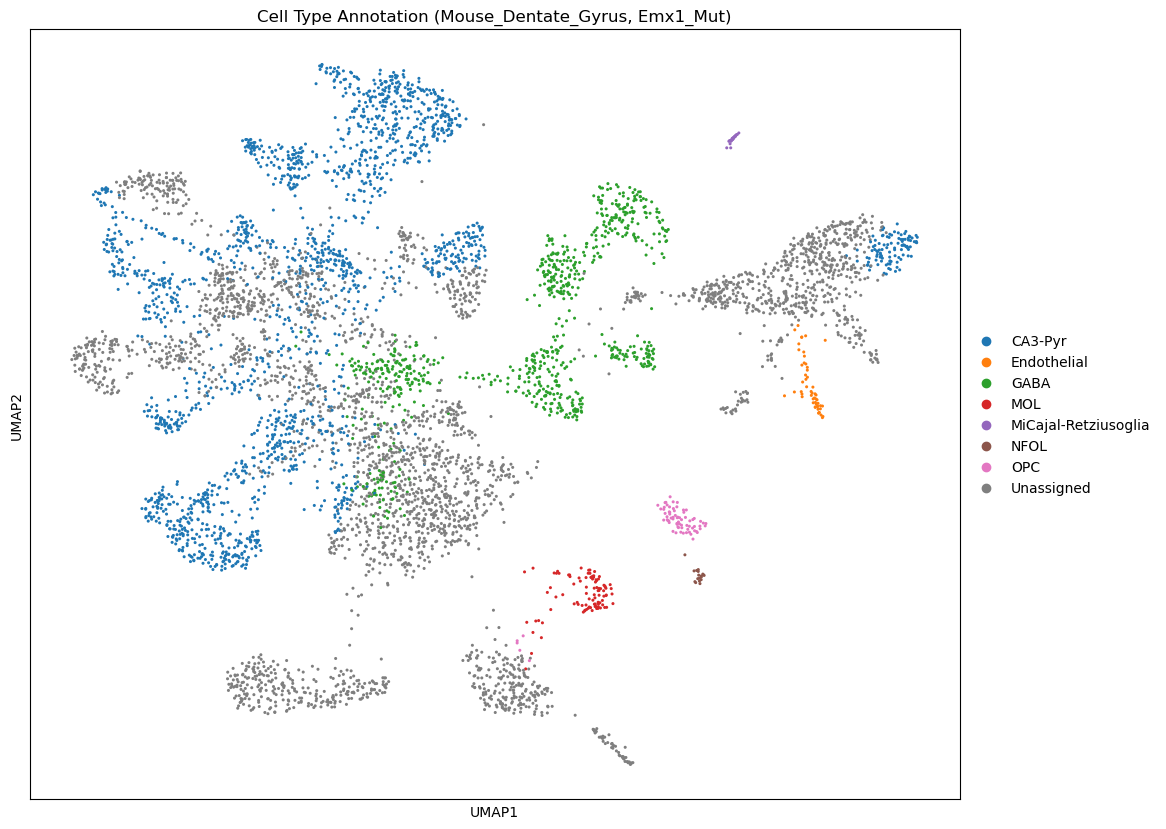 Cell Type Annotation (Mouse_Dentate_Gyrus, Emx1_Mut)
UMAP2
CA3-Pyr
Endothelial
GABA
MOL
MiCajal-Retziusoglia
NFOL
OPC
Unassigned
UMAP1